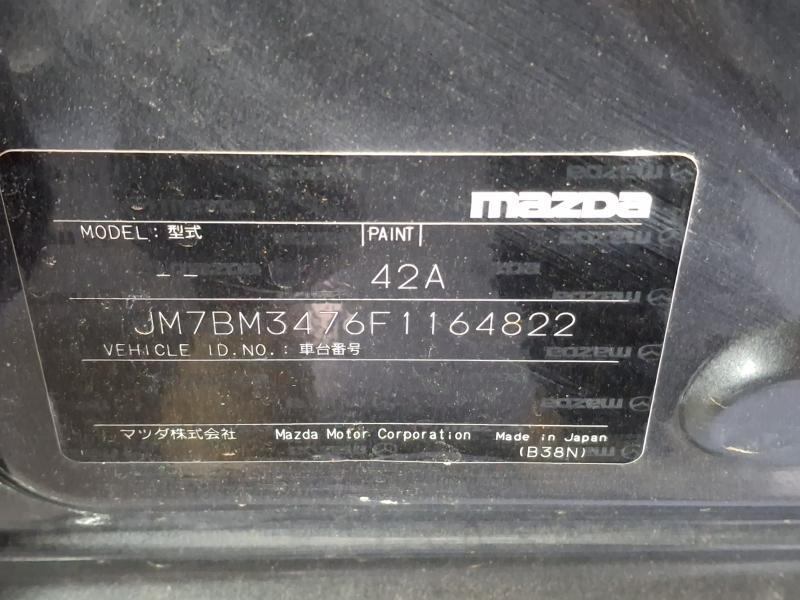 mazda
MODEL: 型式 PAINT
-- 42A
JM7BM3476F1164822
VEHICLE ID.NO.: 車台番号
マツダ株式会社 Mazda Motor Corporation Made in Japan
(B38N)